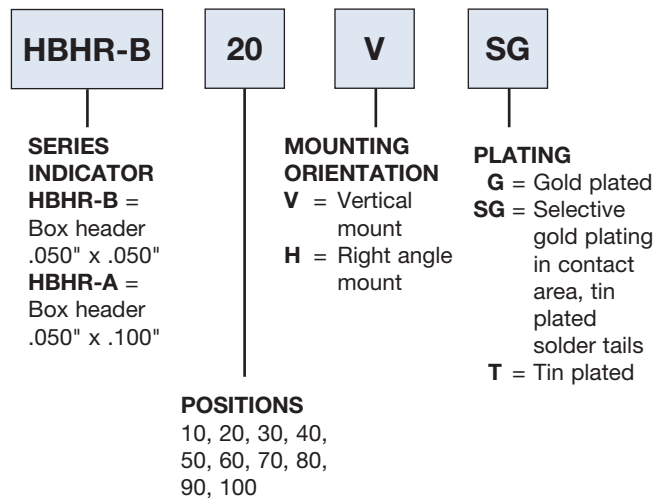 HBHR-B 20 V SG
SERIES
INDICATOR
HBHR-B =
Box header
.050" x .050"
HBHR-A =
Box header
.050" x .100"
POSITIONS
10, 20, 30, 40,
50, 60, 70, 80,
90, 100
MOUNTING
ORIENTATION
V = Vertical
mount
H = Right angle
mount
PLATING
G = Gold plated
SG = Selective
gold plating
in contact
area, tin
plated
solder tails
T = Tin plated